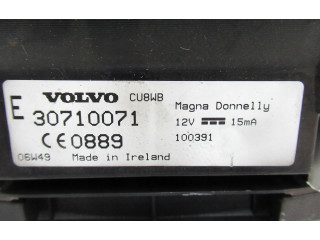 VOLVO CU8WB
E 30710071
CE0889
06W49 Made in Ireland
Magna Donnelly
12V 15mA
100391